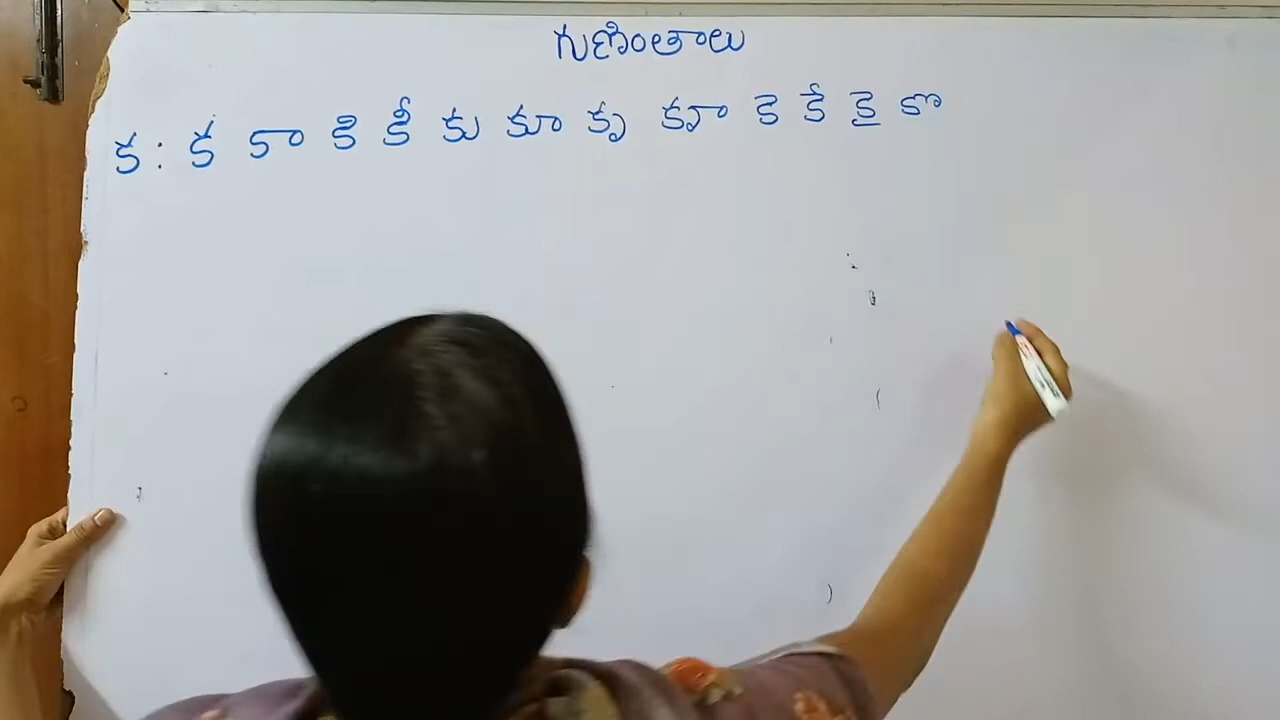 గుణింతాలు
క : క కా కి కీ కు కూ కృ కౄ కె కే కై కొ